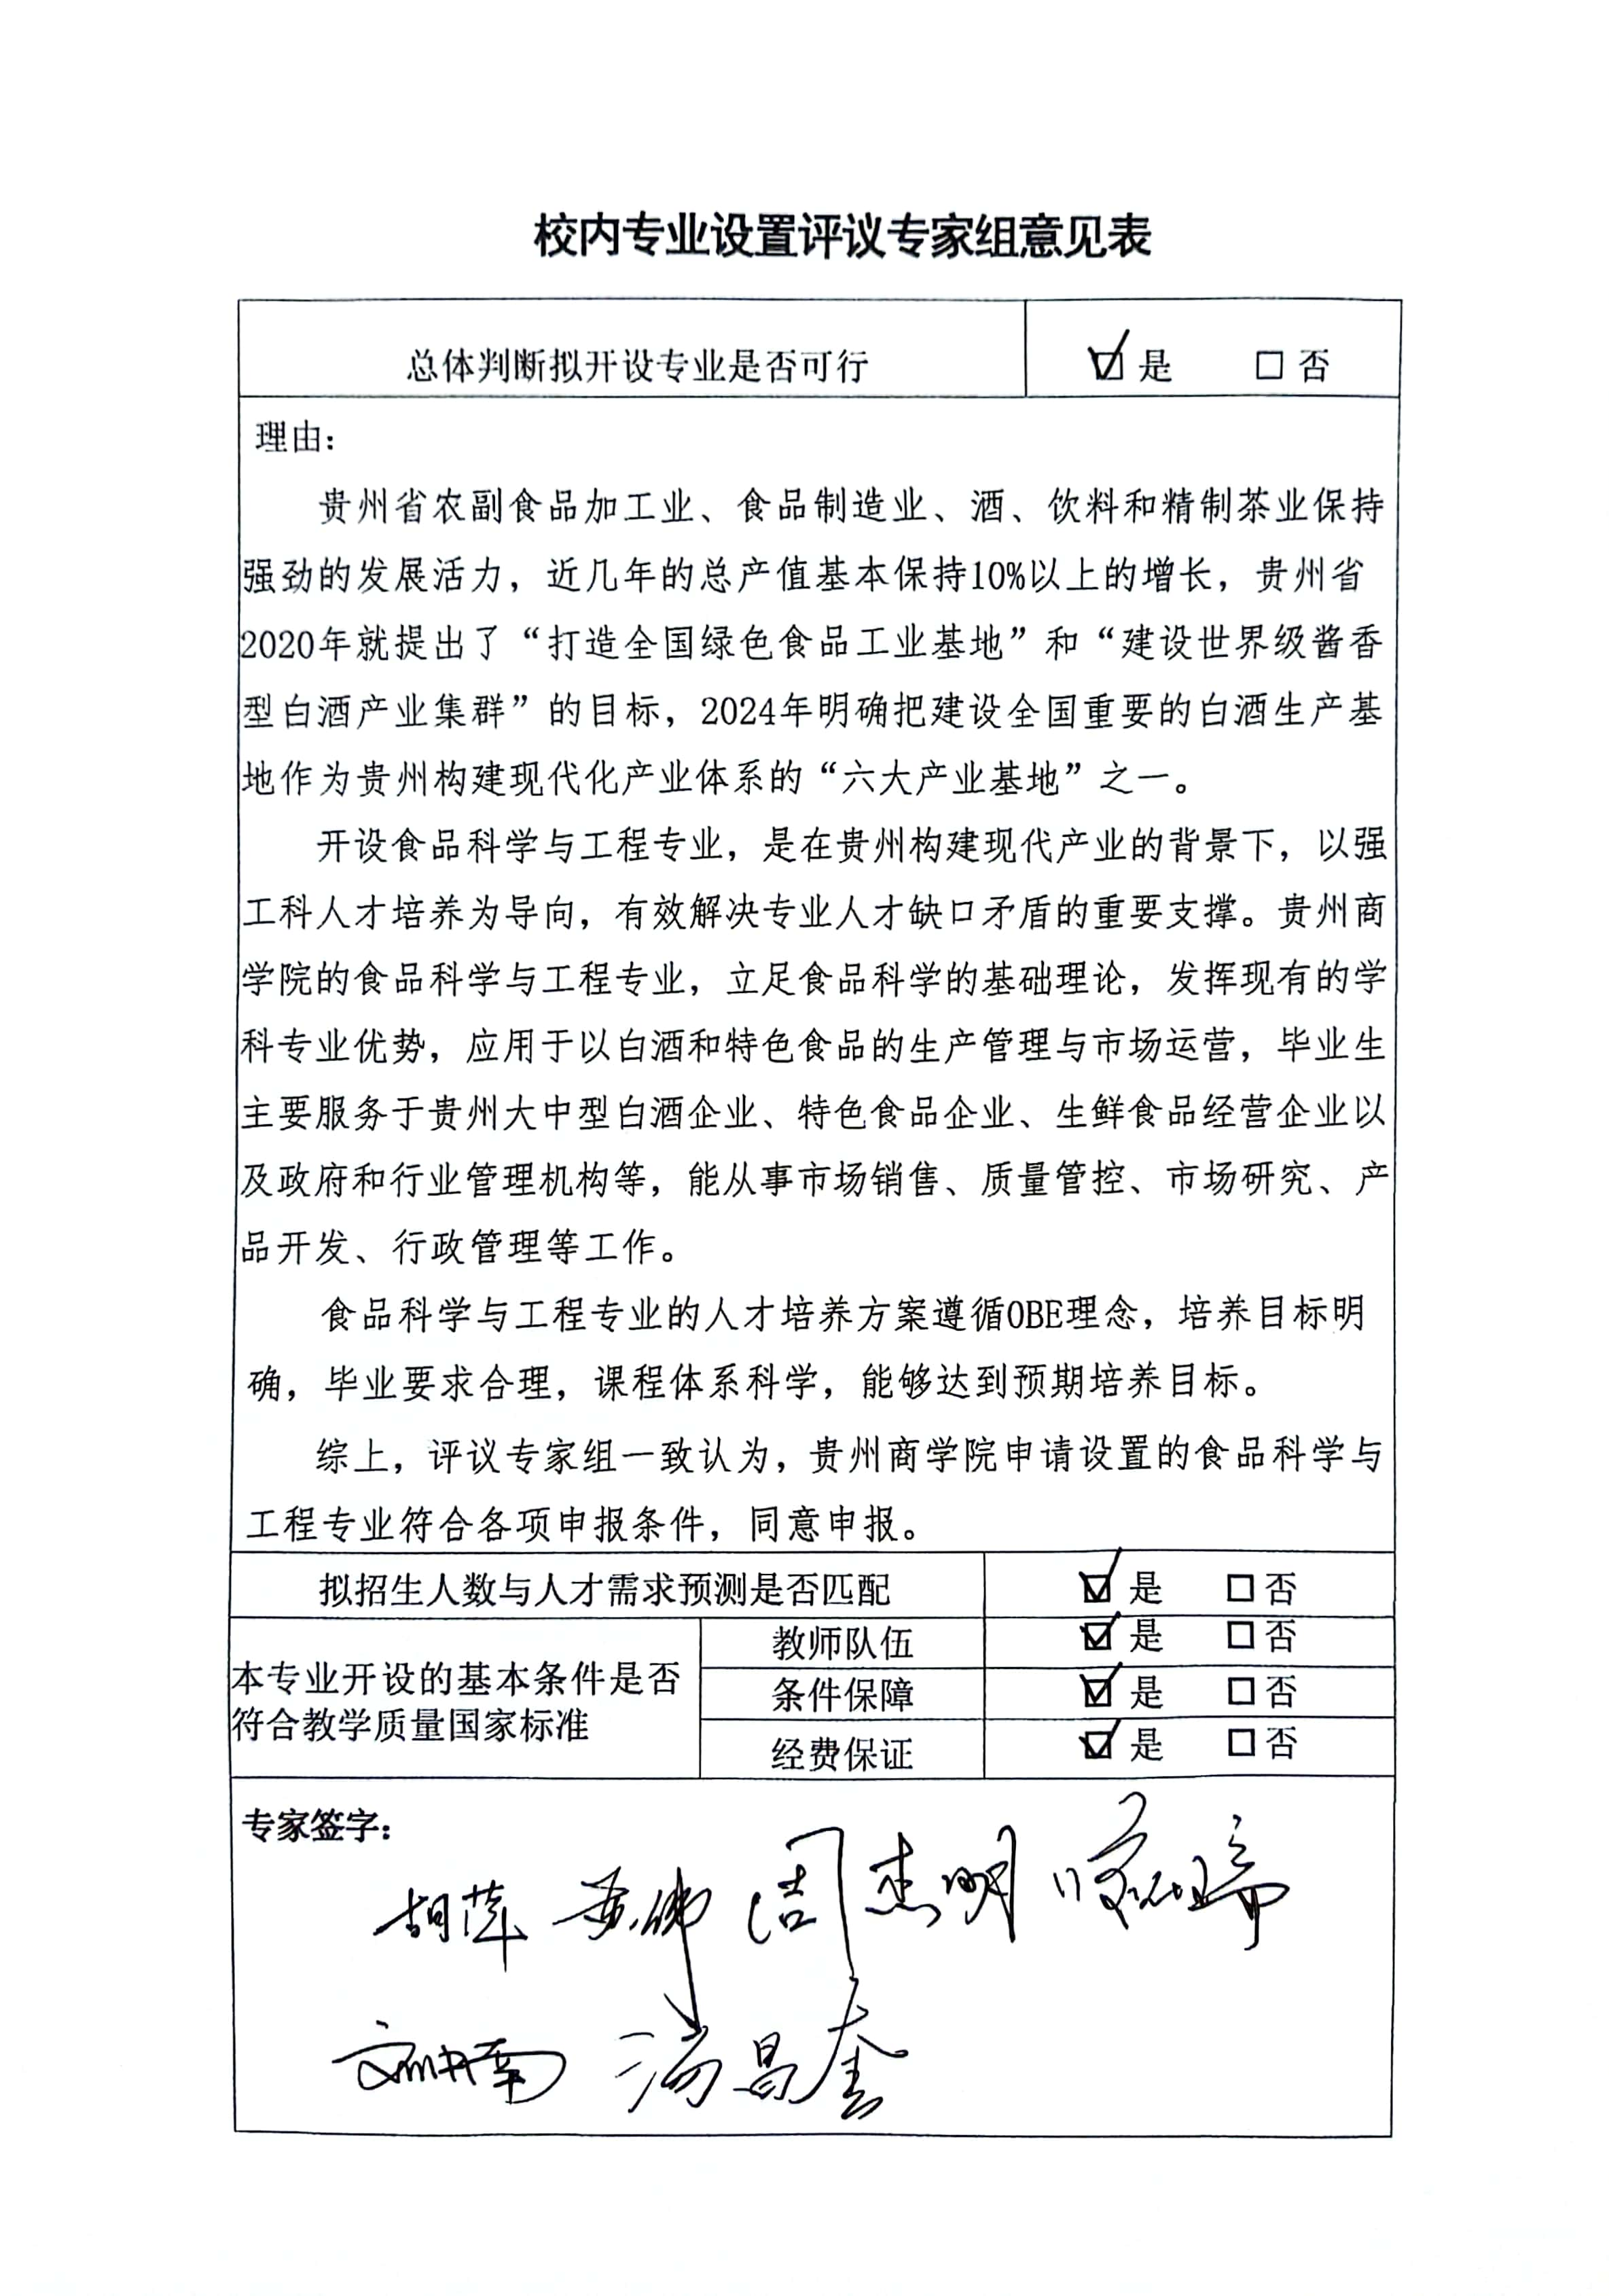 校内专业设置评议专家组意见表
总体判断拟开设专业是否可行 ☑是 □否
理由：
贵州省农副食品加工业、食品制造业、酒、饮料和精制茶业保持
强劲的发展活力，近几年的总产值基本保持10%以上的增长，贵州省
2020年就提出了“打造全国绿色食品工业基地”和“建设世界级酱香
型白酒产业集群”的目标，2024年明确把建设全国重要的白酒生产基
地作为贵州构建现代化产业体系的“六大产业基地”之一。
开设食品科学与工程专业，是在贵州构建现代产业的背景下，以强
工科人才培养为导向，有效解决专业人才缺口矛盾的重要支撑。贵州商
学院的食品科学与工程专业，立足食品科学的基础理论，发挥现有的学
科专业优势，应用于以白酒和特色食品的生产管理与市场运营，毕业生
主要服务于贵州大中型白酒企业、特色食品企业、生鲜食品经营企业以
及政府和行业管理机构等，能从事市场销售、质量管控、市场研究、产
品开发、行政管理等工作。
食品科学与工程专业的人才培养方案遵循OBE理念，培养目标明
确，毕业要求合理，课程体系科学，能够达到预期培养目标。
综上，评议专家组一致认为，贵州商学院申请设置的食品科学与
工程专业符合各项申报条件，同意申报。
拟招生人数与人才需求预测是否匹配 ☑是 □否
本专业开设的基本条件是否
符合教学质量国家标准
教师队伍 ☑是 □否
条件保障 ☑是 □否
经费保证 ☑是 □否
专家签字：
胡萍 周杰明
汤昌奎